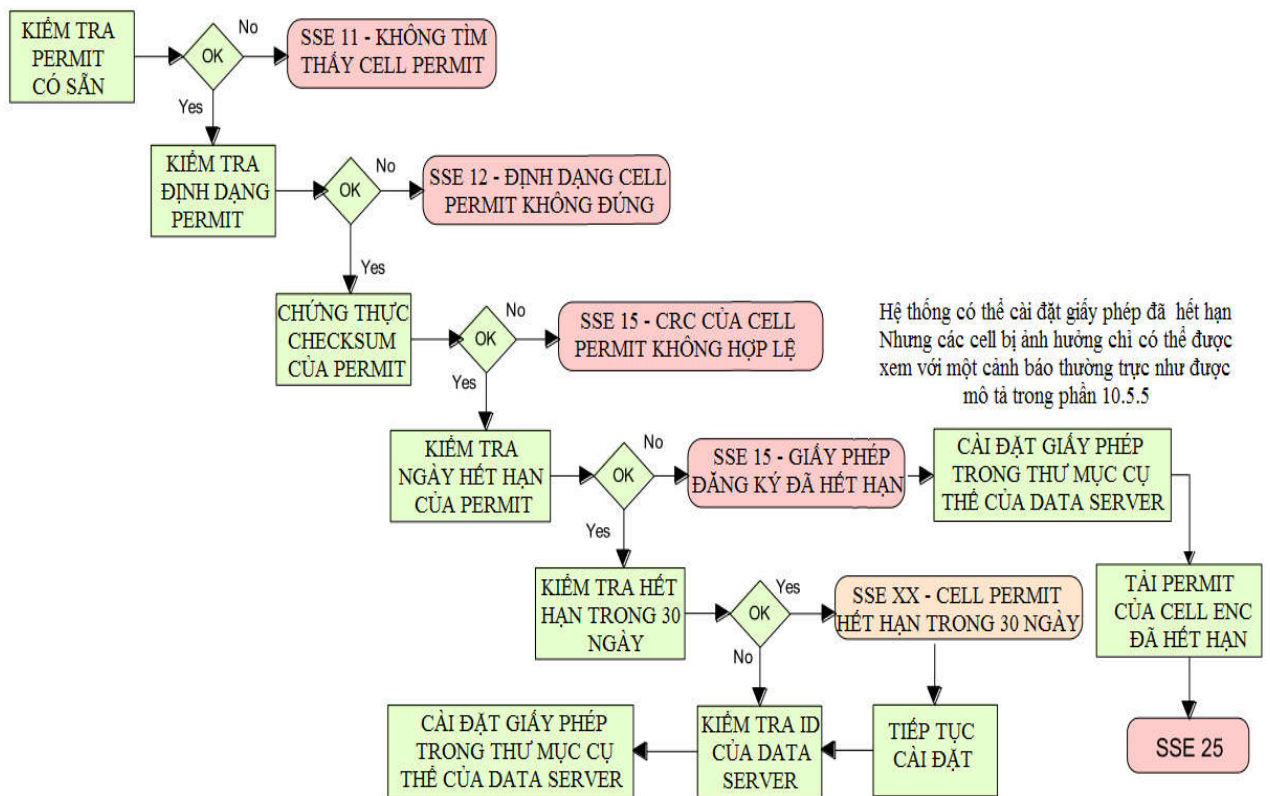 KIỂM TRA
PERMIT
CÓ SẴN
OK
No
SSE 11 - KHÔNG TÌM
THẤY CELL PERMIT
Yes
KIỂM TRA
ĐỊNH DẠNG
PERMIT
OK
No
SSE 12 - ĐỊNH DẠNG CELL
PERMIT KHÔNG ĐÚNG
Yes
CHỨNG THỰC
CHECKSUM
CỦA PERMIT
OK
No
SSE 15 - CRC CỦA CELL
PERMIT KHÔNG HỢP LỆ
Hệ thống có thể cài đặt giấy phép đã hết hạn
Nhưng các cell bị ảnh hưởng chỉ có thể được
xem với một cảnh báo thường trực như được
mô tả trong phần 10.5.5
Yes
KIỂM TRA
NGÀY HẾT HẠN
CỦA PERMIT
OK
No
SSE 15 - GIẤY PHÉP
ĐĂNG KÝ ĐÃ HẾT HẠN
CÀI ĐẶT GIẤY PHÉP
TRONG THƯ MỤC CỤ
THỂ CỦA DATA SERVER
Yes
KIỂM TRA HẾT
HẠN TRONG 30
NGÀY
OK
Yes
SSE XX - CELL PERMIT
HẾT HẠN TRONG 30 NGÀY
TẢI PERMIT
CỦA CELL ENC
ĐÃ HẾT HẠN
No
CÀI ĐẶT GIẤY PHÉP
TRONG THƯ MỤC CỤ
THỂ CỦA DATA SERVER
KIỂM TRA ID
CỦA DATA
SERVER
TIẾP TỤC
CÀI ĐẶT
SSE 25